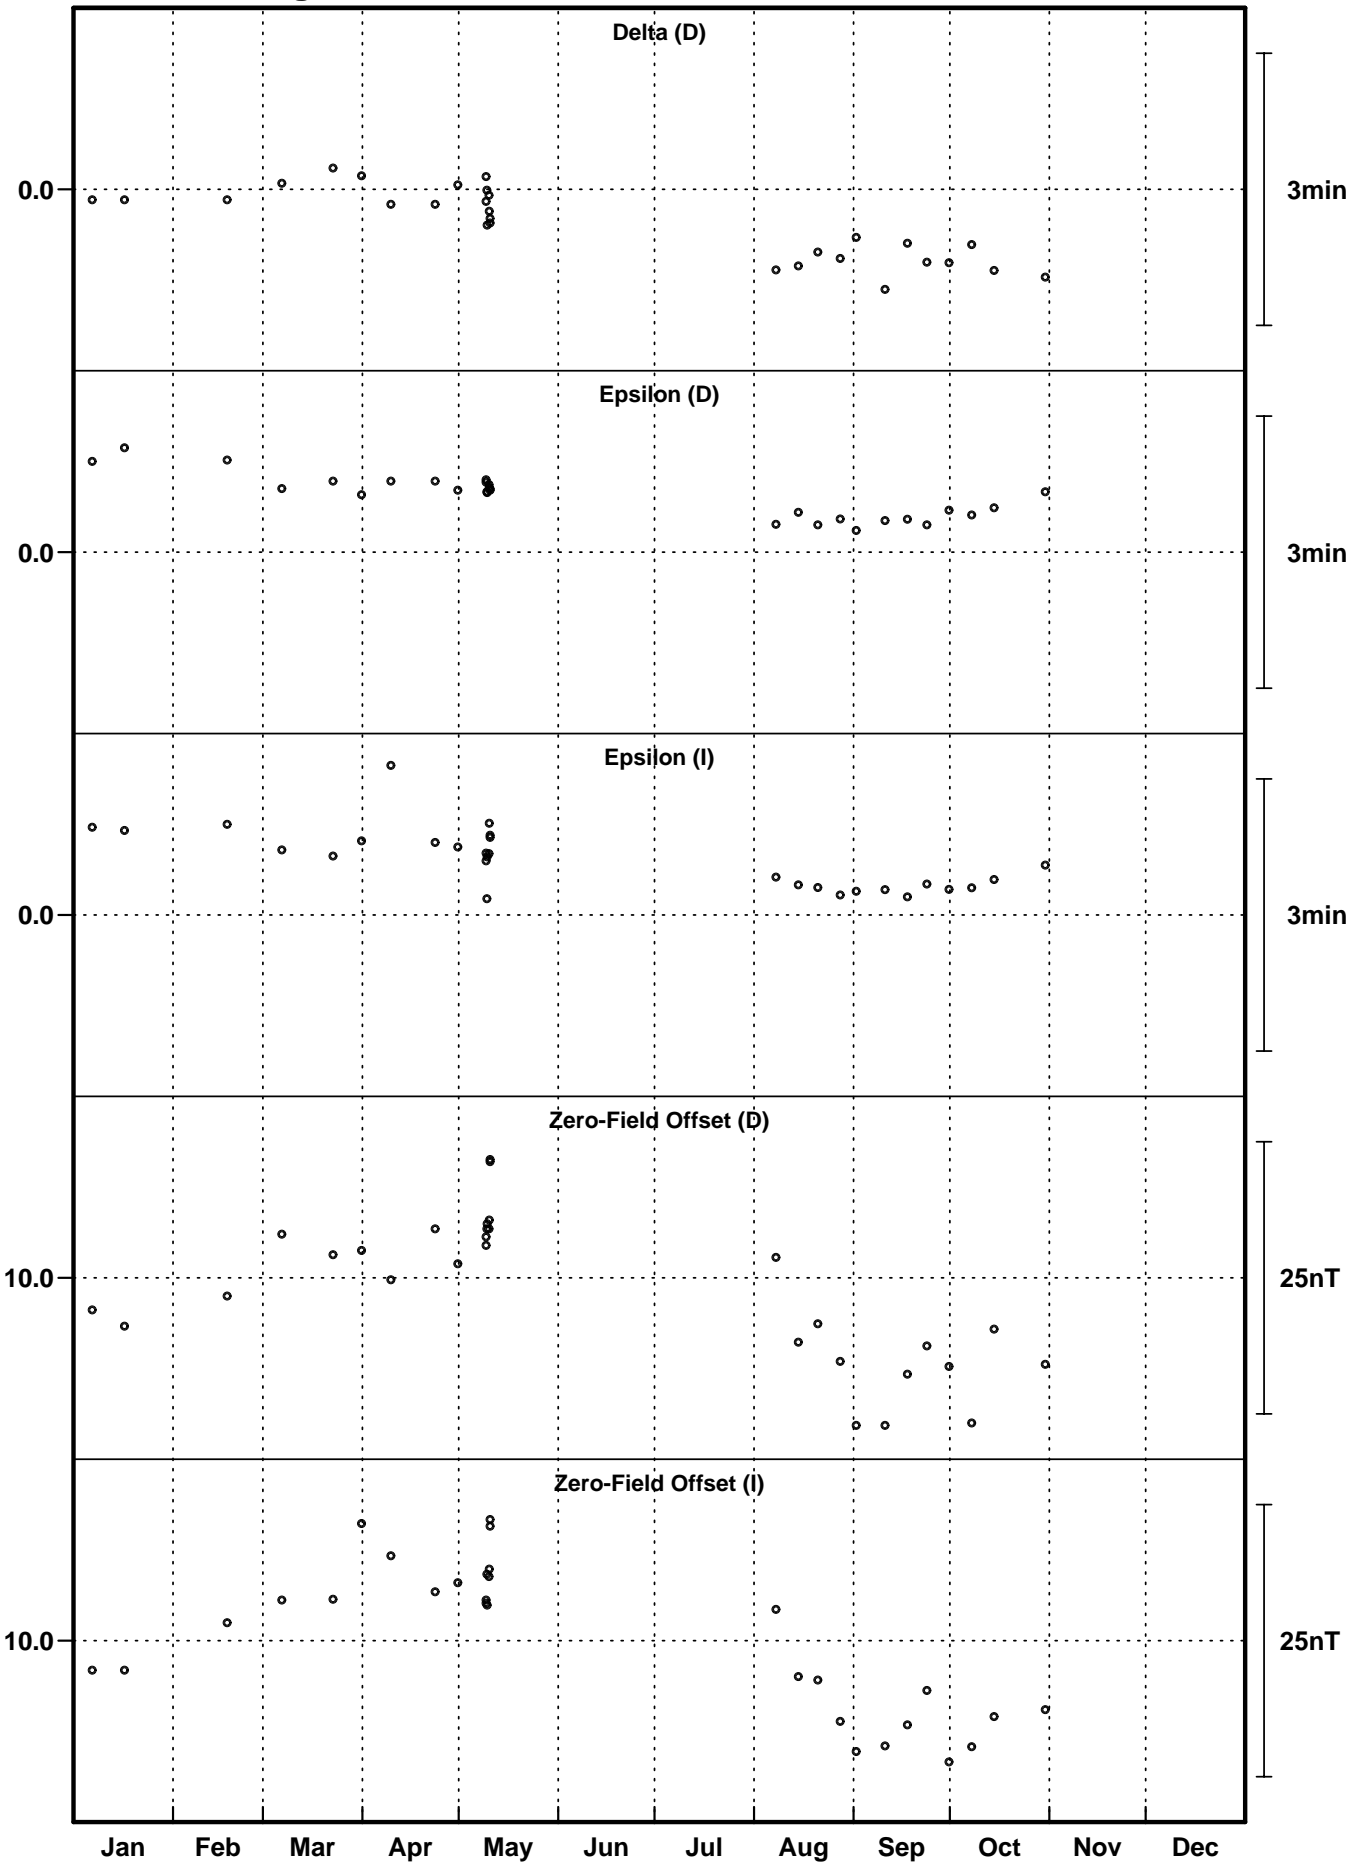 Delta (D)
0.0
3min
Epsilon (D)
0.0
3min
Epsilon (I)
0.0
3min
Zero-Field Offset (D)
10.0
25nT
Zero-Field Offset (I)
10.0
25nT
Jan Feb Mar Apr May Jun Jul Aug Sep Oct Nov Dec